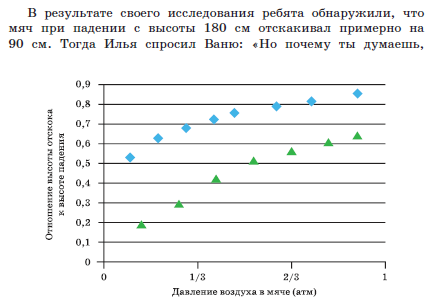 В результате своего исследования ребята обнаружили, что
мяч при падении с высоты 180 см отскакивал примерно на
90 см. Тогда Илья спросил Ваню: «Но почему ты думаешь,
Отношение высоты отскока
к высоте падения
0,9
0,8
0,7
0,6
0,5
0,4
0,3
0,2
0,1
0
0 1/3 2/3 1
Давление воздуха в мяче (атм)